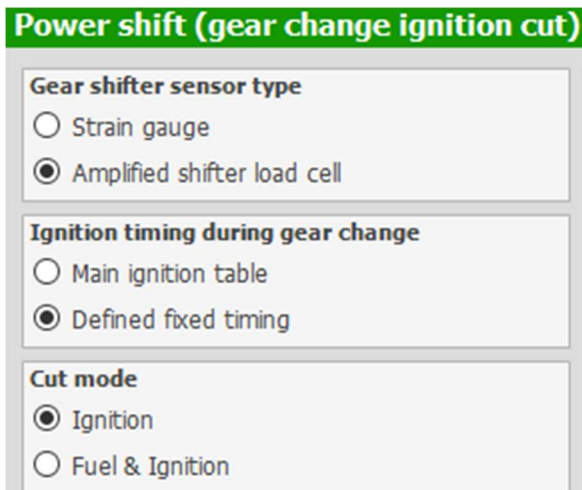 Power shift (gear change ignition cut)
Gear shifter sensor type
Strain gauge
Amplified shifter load cell
Ignition timing during gear change
Main ignition table
Defined fixed timing
Cut mode
Ignition
Fuel & Ignition